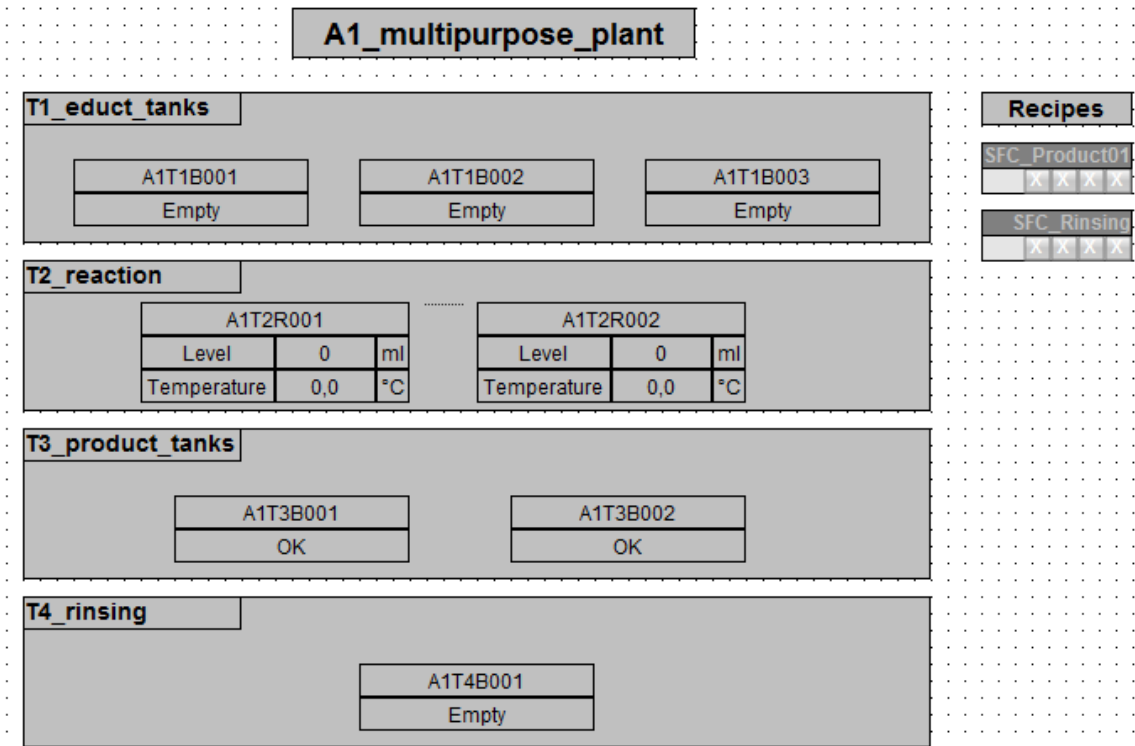 A1_multipurpose_plant
T1_educt_tanks
A1T1B001 A1T1B002 A1T1B003
Empty Empty Empty
Recipes
SFC_Product01
X X X X
SFC_Rinsing
X X X X
T2_reaction
A1T2R001 A1T2R002
Level 0 ml Level 0 ml
Temperature 0,0 °C Temperature 0,0 °C
T3_product_tanks
A1T3B001 A1T3B002
OK OK
T4_rinsing
A1T4B001
Empty